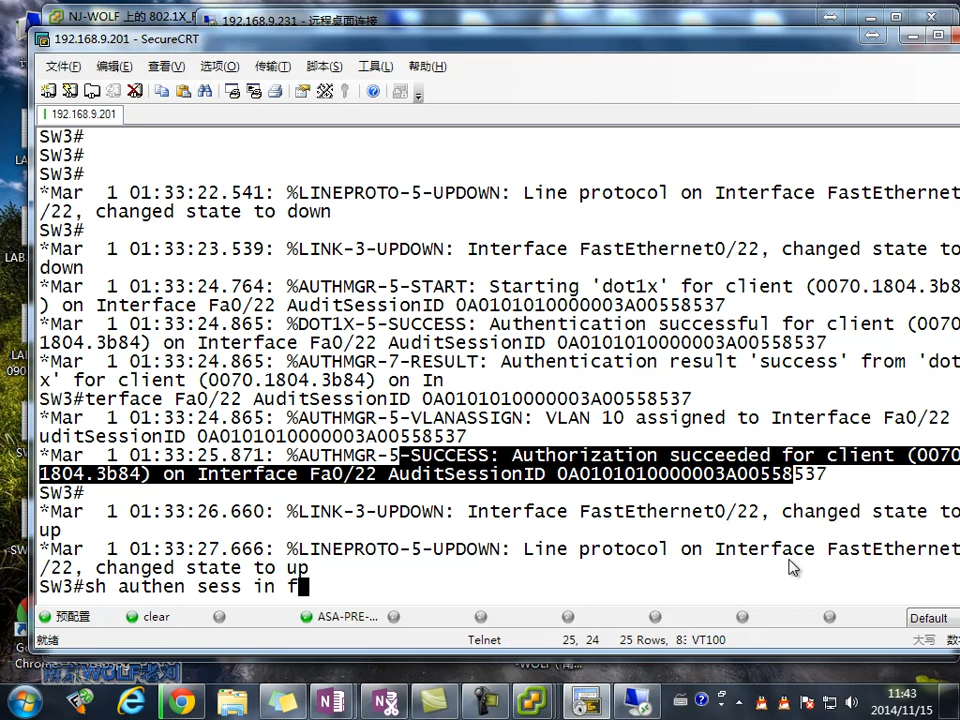 NJ-WOLF 上的 802.1X_
192.168.9.231 - 远程桌面连接
192.168.9.201 - SecureCRT
文件(F) 编辑(E) 查看(V) 选项(O) 传输(T) 脚本(S) 工具(L) 帮助(H)
192.168.9.201
SW3#
SW3#
SW3#
*Mar  1 01:33:22.541: %LINEPROTO-5-UPDOWN: Line protocol on Interface FastEthernet
/22, changed state to down
SW3#
*Mar  1 01:33:23.539: %LINK-3-UPDOWN: Interface FastEthernet0/22, changed state to
down
*Mar  1 01:33:24.764: %AUTHMGR-5-START: Starting 'dot1x' for client (0070.1804.3b8
) on Interface Fa0/22 AuditSessionID 0A0101010000003A00558537
*Mar  1 01:33:24.865: %DOT1X-5-SUCCESS: Authentication successful for client (0070
1804.3b84) on Interface Fa0/22 AuditSessionID 0A0101010000003A00558537
*Mar  1 01:33:24.865: %AUTHMGR-7-RESULT: Authentication result 'success' from 'dot
x' for client (0070.1804.3b84) on In
SW3#terface Fa0/22 AuditSessionID 0A0101010000003A00558537
*Mar  1 01:33:24.865: %AUTHMGR-5-VLANASSIGN: VLAN 10 assigned to Interface Fa0/22
uditSessionID 0A0101010000003A00558537
*Mar  1 01:33:25.871: %AUTHMGR-5-SUCCESS: Authorization succeeded for client (0070
1804.3b84) on Interface Fa0/22 AuditSessionID 0A0101010000003A00558537
SW3#
*Mar  1 01:33:26.660: %LINK-3-UPDOWN: Interface FastEthernet0/22, changed state to
up
*Mar  1 01:33:27.666: %LINEPROTO-5-UPDOWN: Line protocol on Interface FastEthernet
/22, changed state to up
SW3#sh authen sess in f
预配置 clear ASA-PRE-... Default
就绪 Telnet 25, 24 25 Rows, 8 VT100 大写
Chrome
11:43
2014/11/15